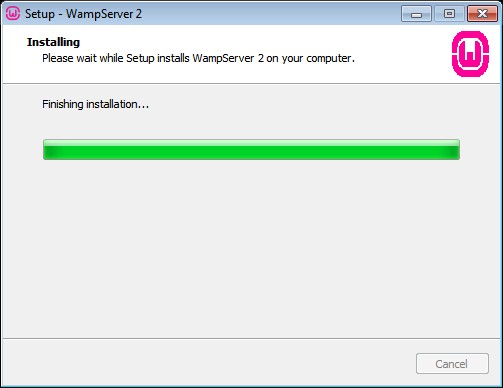 Setup - WampServer 2
Installing
Please wait while Setup installs WampServer 2 on your computer.
Finishing installation...
Cancel